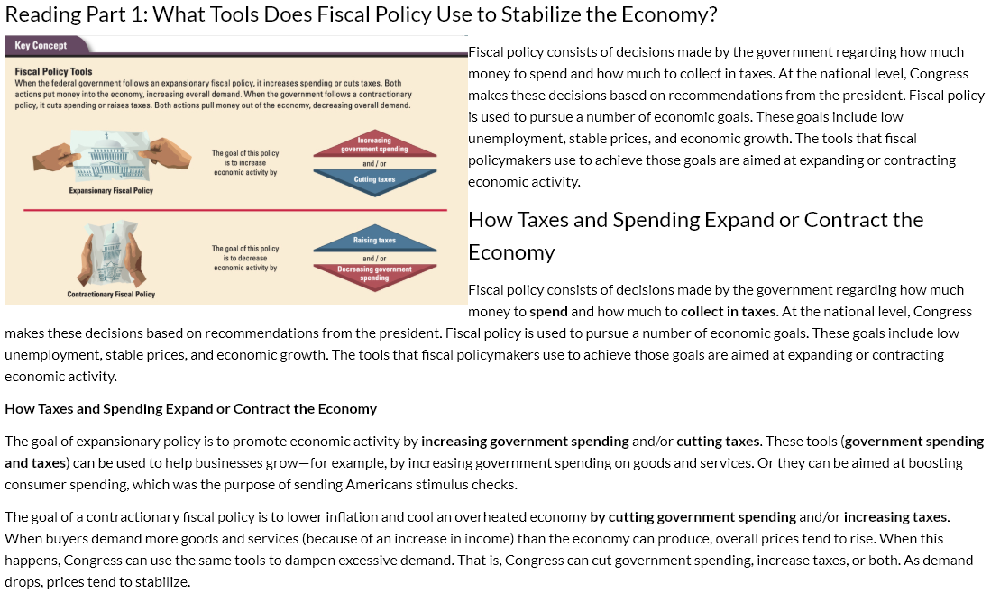 Reading Part 1: What Tools Does Fiscal Policy Use to Stabilize the Economy?
Key Concept
Fiscal Policy Tools
When the federal government follows an expansionary fiscal policy, it increases spending or cuts taxes. Both
actions put money into the economy, increasing overall demand. When the government follows a contractionary
policy, it cuts spending or raises taxes. Both actions pull money out of the economy, decreasing overall demand.
Expansionary Fiscal Policy
The goal of this policy
is to increase
economic activity by
Increasing
government spending
and / or
Cutting taxes
Contractionary Fiscal Policy
The goal of this policy
is to decrease
economic activity by
Raising taxes
and / or
Decreasing government
spending
Fiscal policy consists of decisions made by the government regarding how much
money to spend and how much to collect in taxes. At the national level, Congress
makes these decisions based on recommendations from the president. Fiscal policy
is used to pursue a number of economic goals. These goals include low
unemployment, stable prices, and economic growth. The tools that fiscal
policymakers use to achieve those goals are aimed at expanding or contracting
economic activity.
How Taxes and Spending Expand or Contract the
Economy
Fiscal policy consists of decisions made by the government regarding how much
money to spend and how much to collect in taxes. At the national level, Congress
makes these decisions based on recommendations from the president. Fiscal policy is used to pursue a number of economic goals. These goals include low
unemployment, stable prices, and economic growth. The tools that fiscal policymakers use to achieve those goals are aimed at expanding or contracting
economic activity.
How Taxes and Spending Expand or Contract the Economy
The goal of expansionary policy is to promote economic activity by increasing government spending and/or cutting taxes. These tools (government spending
and taxes) can be used to help businesses grow—for example, by increasing government spending on goods and services. Or they can be aimed at boosting
consumer spending, which was the purpose of sending Americans stimulus checks.
The goal of a contractionary fiscal policy is to lower inflation and cool an overheated economy by cutting government spending and/or increasing taxes.
When buyers demand more goods and services (because of an increase in income) than the economy can produce, overall prices tend to rise. When this
happens, Congress can use the same tools to dampen excessive demand. That is, Congress can cut government spending, increase taxes, or both. As demand
drops, prices tend to stabilize.